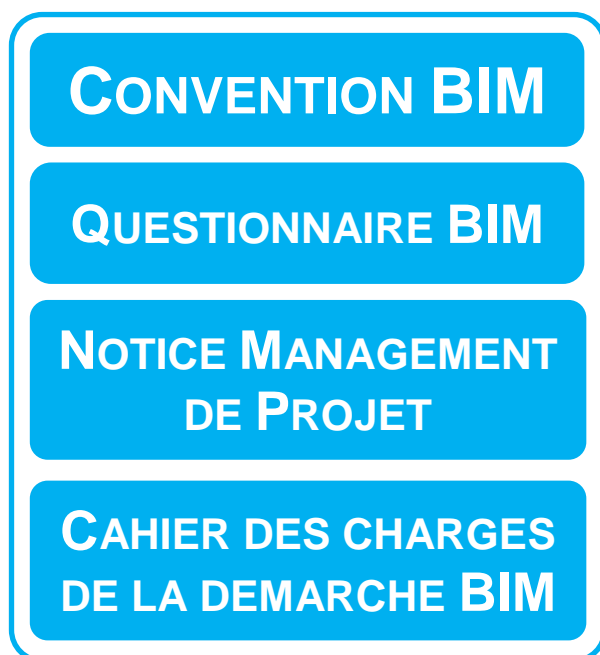 CONVENTION BIM
QUESTIONNAIRE BIM
NOTICE MANAGEMENT
DE PROJET
CAHIER DES CHARGES
DE LA DEMARCHE BIM